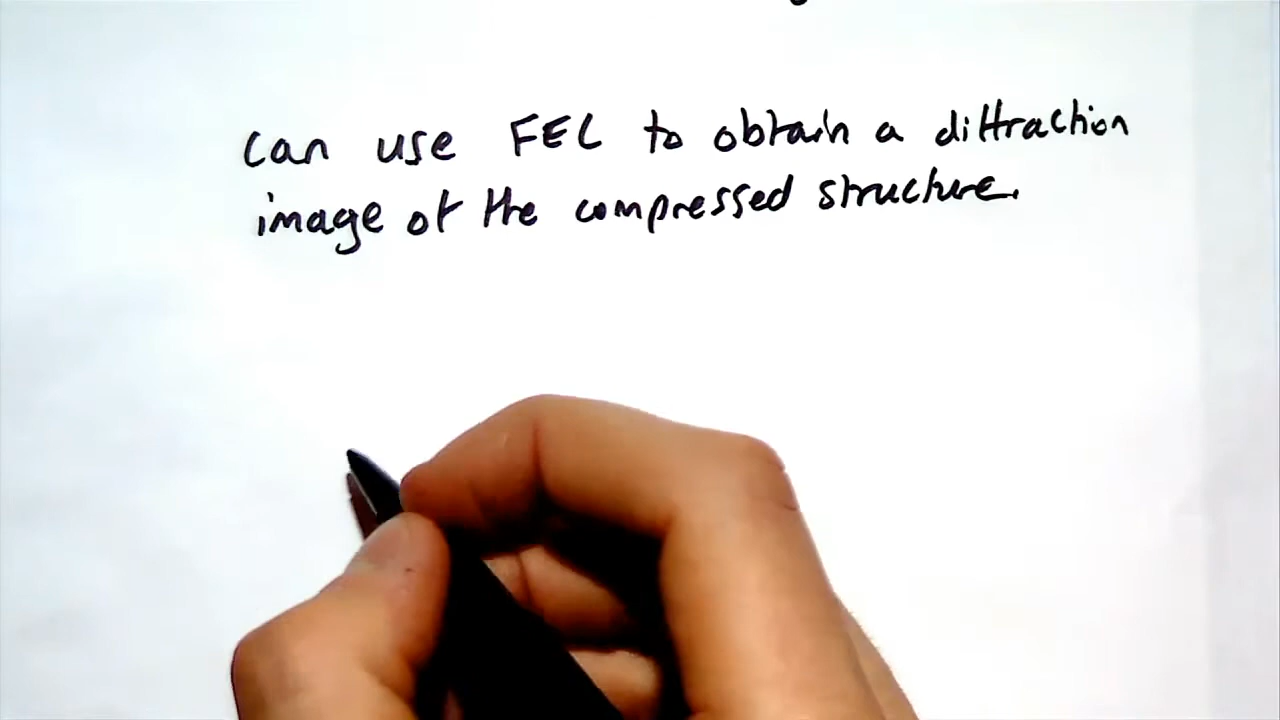 can use FEL to obtain a diffraction
image of the compressed structure.